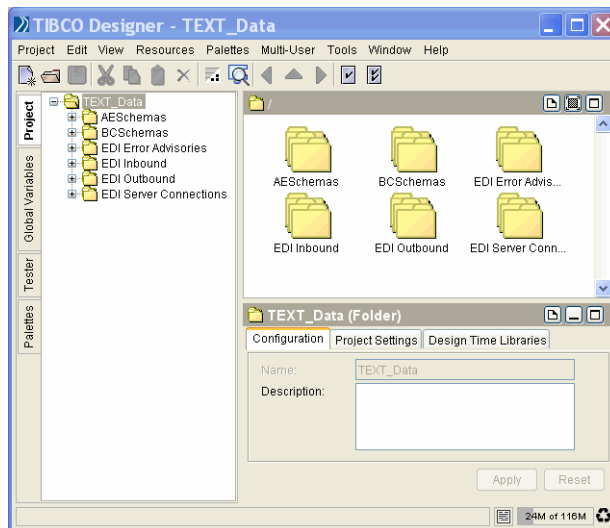 TIBCO Designer - TEXT_Data
Project Edit View Resources Palettes Multi-User Tools Window Help
Project
Global Variables
Tester
Palettes
TEXT_Data
AESchemas
BCSchemas
EDI Error Advisories
EDI Inbound
EDI Outbound
EDI Server Connections
/
AESchemas BCSchemas EDI Error Advis...
EDI Inbound EDI Outbound EDI Server Conn...
TEXT_Data (Folder)
Configuration Project Settings Design Time Libraries
Name: TEXT_Data
Description:
Apply Reset
24M of 116M